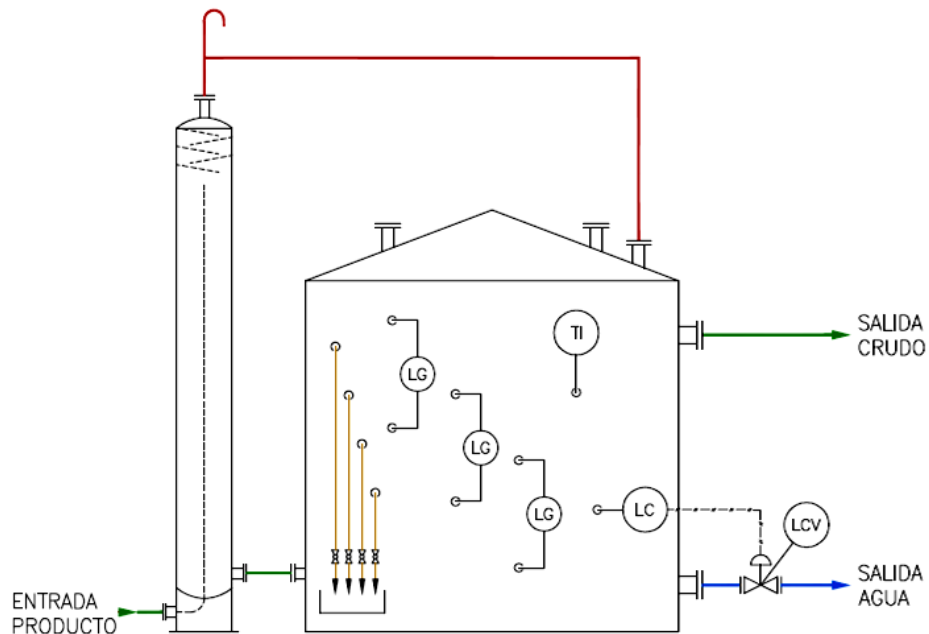 TI
SALIDA
CRUDO
LG
LG
LG
LC
LCV
ENTRADA
PRODUCTO
SALIDA
AGUA